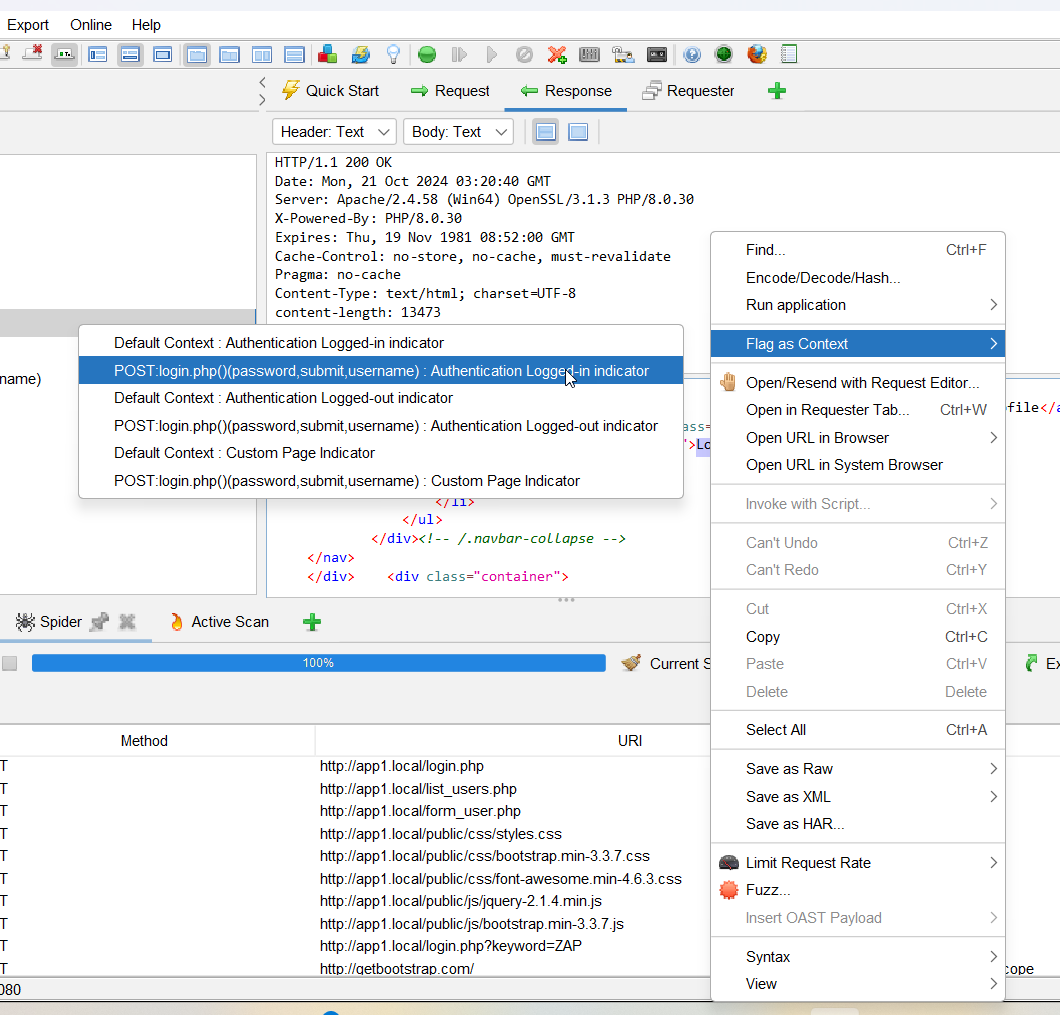 Export Online Help
Quick Start Request Response Requester
Header: Text Body: Text
HTTP/1.1 200 OK
Date: Mon, 21 Oct 2024 03:20:40 GMT
Server: Apache/2.4.58 (Win64) OpenSSL/3.1.3 PHP/8.0.30
X-Powered-By: PHP/8.0.30
Expires: Thu, 19 Nov 1981 08:52:00 GMT
Cache-Control: no-store, no-cache, must-revalidate
Pragma: no-cache
Content-Type: text/html; charset=UTF-8
content-length: 13473
Default Context : Authentication Logged-in indicator
POST:login.php()(password,submit,username) : Authentication Logged-in indicator
Default Context : Authentication Logged-out indicator
POST:login.php()(password,submit,username) : Authentication Logged-out indicator
Default Context : Custom Page Indicator
POST:login.php()(password,submit,username) : Custom Page Indicator
name)
ofile</a
ass=
">Lo
</li>
</ul>
</div><!-- /.navbar-collapse -->
</nav>
</div> <div class="container">
Find... Ctrl+F
Encode/Decode/Hash...
Run application
Flag as Context
Open/Resend with Request Editor...
Open in Requester Tab... Ctrl+W
Open URL in Browser
Open URL in System Browser
Invoke with Script...
Can't Undo Ctrl+Z
Can't Redo Ctrl+Y
Cut Ctrl+X
Copy Ctrl+C
Paste Ctrl+V
Delete Delete
Select All Ctrl+A
Save as Raw
Save as XML
Save as HAR...
Limit Request Rate
Fuzz...
Insert OAST Payload
Syntax
View
Spider Active Scan
100% Current S Ex
Method URI
T http://app1.local/login.php
T http://app1.local/list_users.php
T http://app1.local/form_user.php
T http://app1.local/public/css/styles.css
T http://app1.local/public/css/bootstrap.min-3.3.7.css
T http://app1.local/public/css/font-awesome.min-4.6.3.css
T http://app1.local/public/js/jquery-2.1.4.min.js
T http://app1.local/public/js/bootstrap.min-3.3.7.js
T http://app1.local/login.php?keyword=ZAP
T http://getbootstrap.com/ cope
080